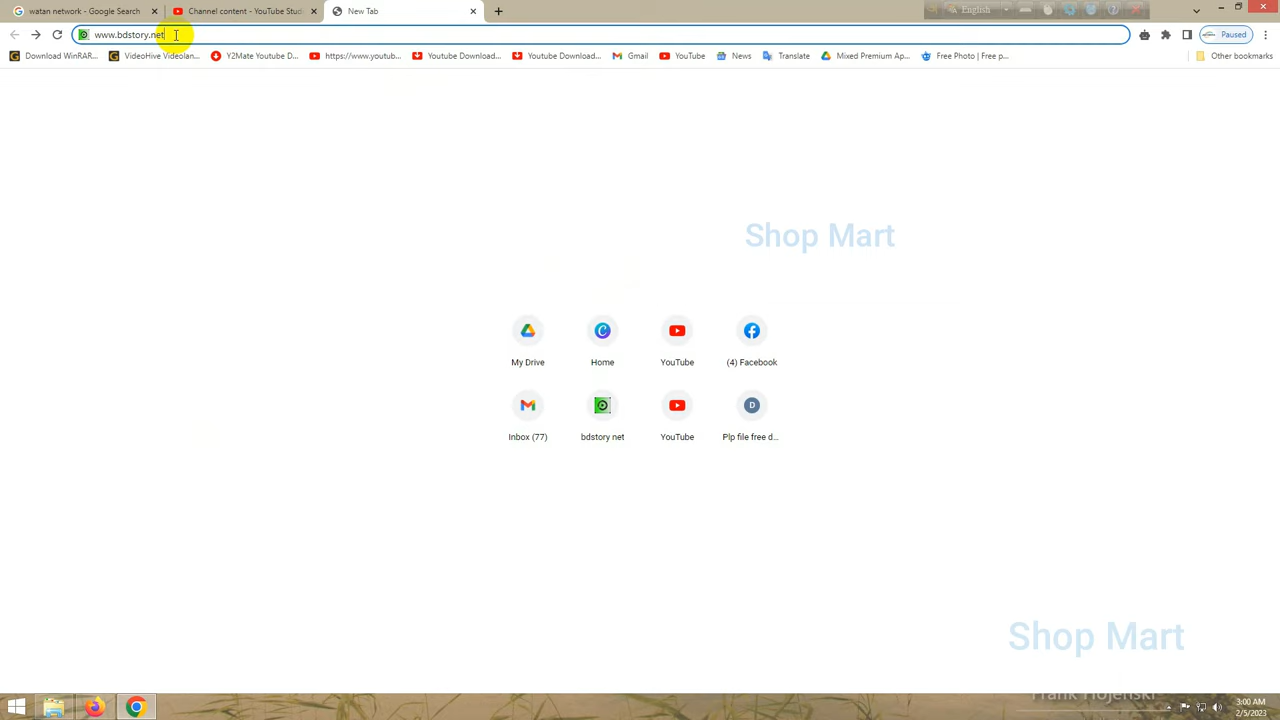 watan network - Google Search
Channel content - YouTube Stud
New Tab
English
www.bdstory.net
Paused
Download WinRAR...
VideoHive Videolan...
Y2Mate Youtube D...
https://www.youtub...
Youtube Download...
Youtube Download...
Gmail
YouTube
News
Translate
Mixed Premium Ap...
Free Photo | Free p...
Other bookmarks
Shop Mart
My Drive
Home
YouTube
(4) Facebook
D
Inbox (77)
bdstory net
YouTube
Plp file free d...
Shop Mart
3:00 AM
2/5/2023